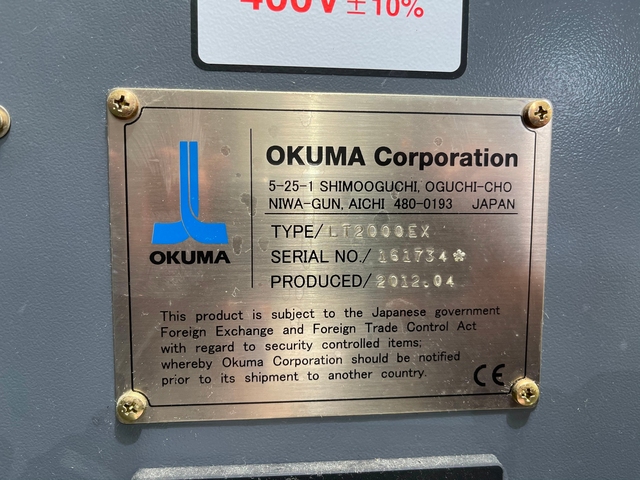 400V±10%
OKUMA
OKUMA Corporation
5-25-1 SHIMOOGUCHI, OGUCHI-CHO
NIWA-GUN, AICHI 480-0193 JAPAN
TYPE/LT2000EX
SERIAL NO./161734✽
PRODUCED/2012.04
This product is subject to the Japanese government
Foreign Exchange and Foreign Trade Control Act
with regard to security controlled items;
whereby Okuma Corporation should be notified
prior to its shipment to another country.
CE